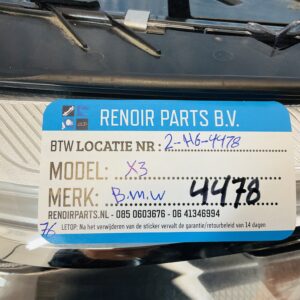 RENOIR PARTS B.V.
BTW LOCATIE NR : 2-H6-4478
MODEL: X3
MERK: B.M.W 4478
RENOIRPARTS.NL - 085 0603676 - 06 41346994
76 LETOP: Na het verwijderen van de sticker vervalt de garantie/retourbeleid van 14 dagen